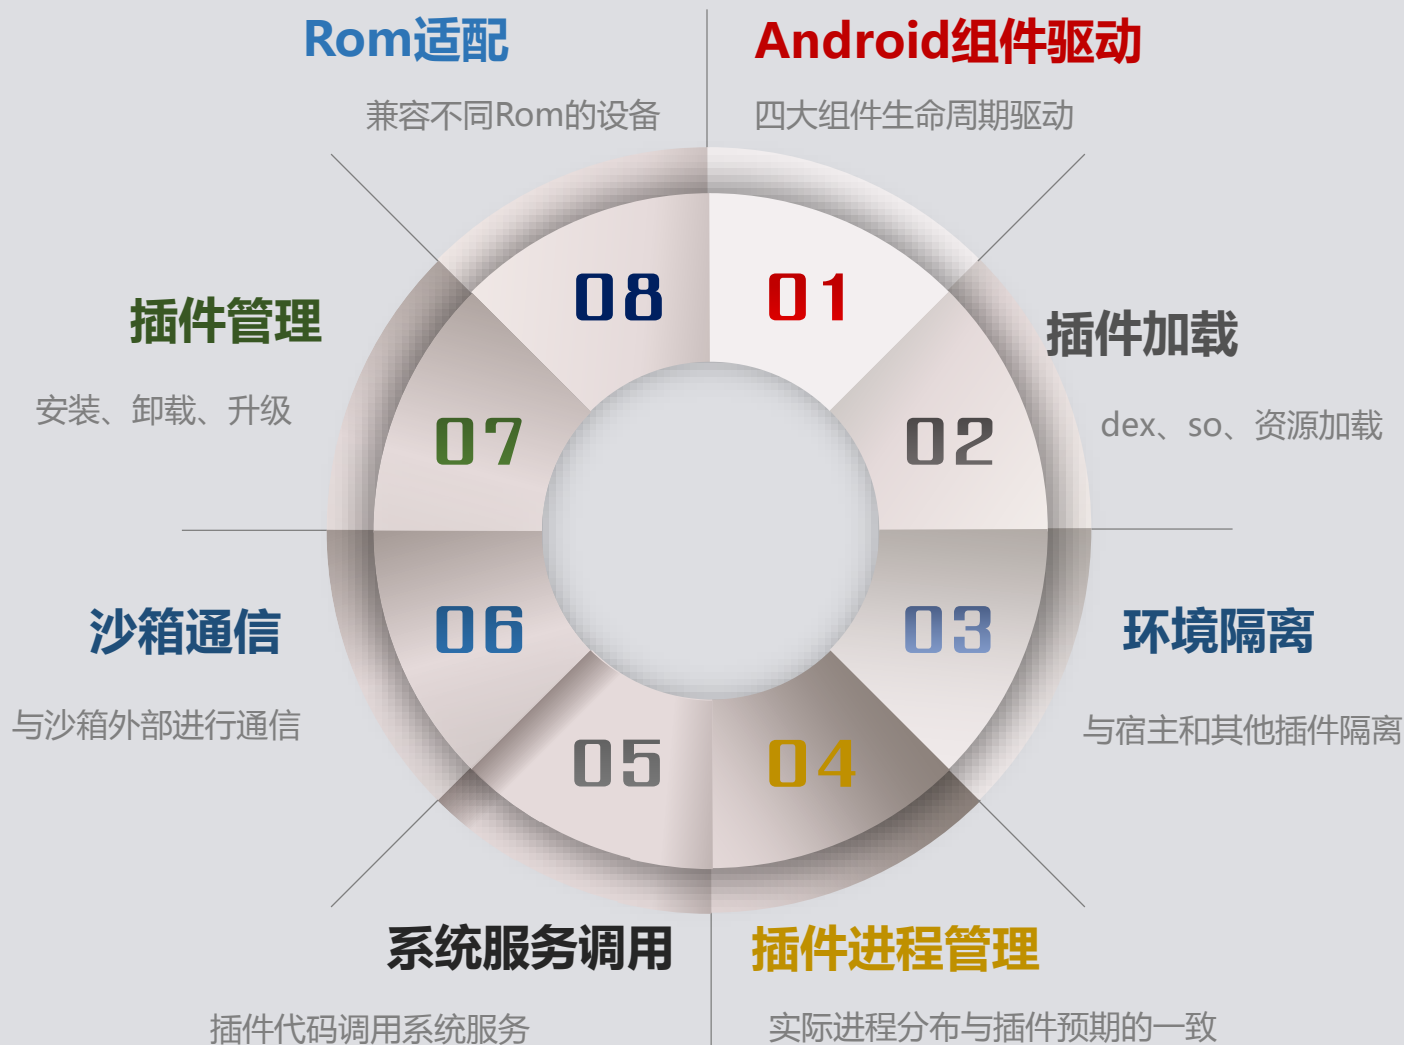 Rom适配
兼容不同Rom的设备
Android组件驱动
四大组件生命周期驱动
08
01
插件管理
安装、卸载、升级
07
02
插件加载
dex、so、资源加载
沙箱通信
与沙箱外部进行通信
06
03
环境隔离
与宿主和其他插件隔离
05
04
系统服务调用
插件代码调用系统服务
插件进程管理
实际进程分布与插件预期的一致